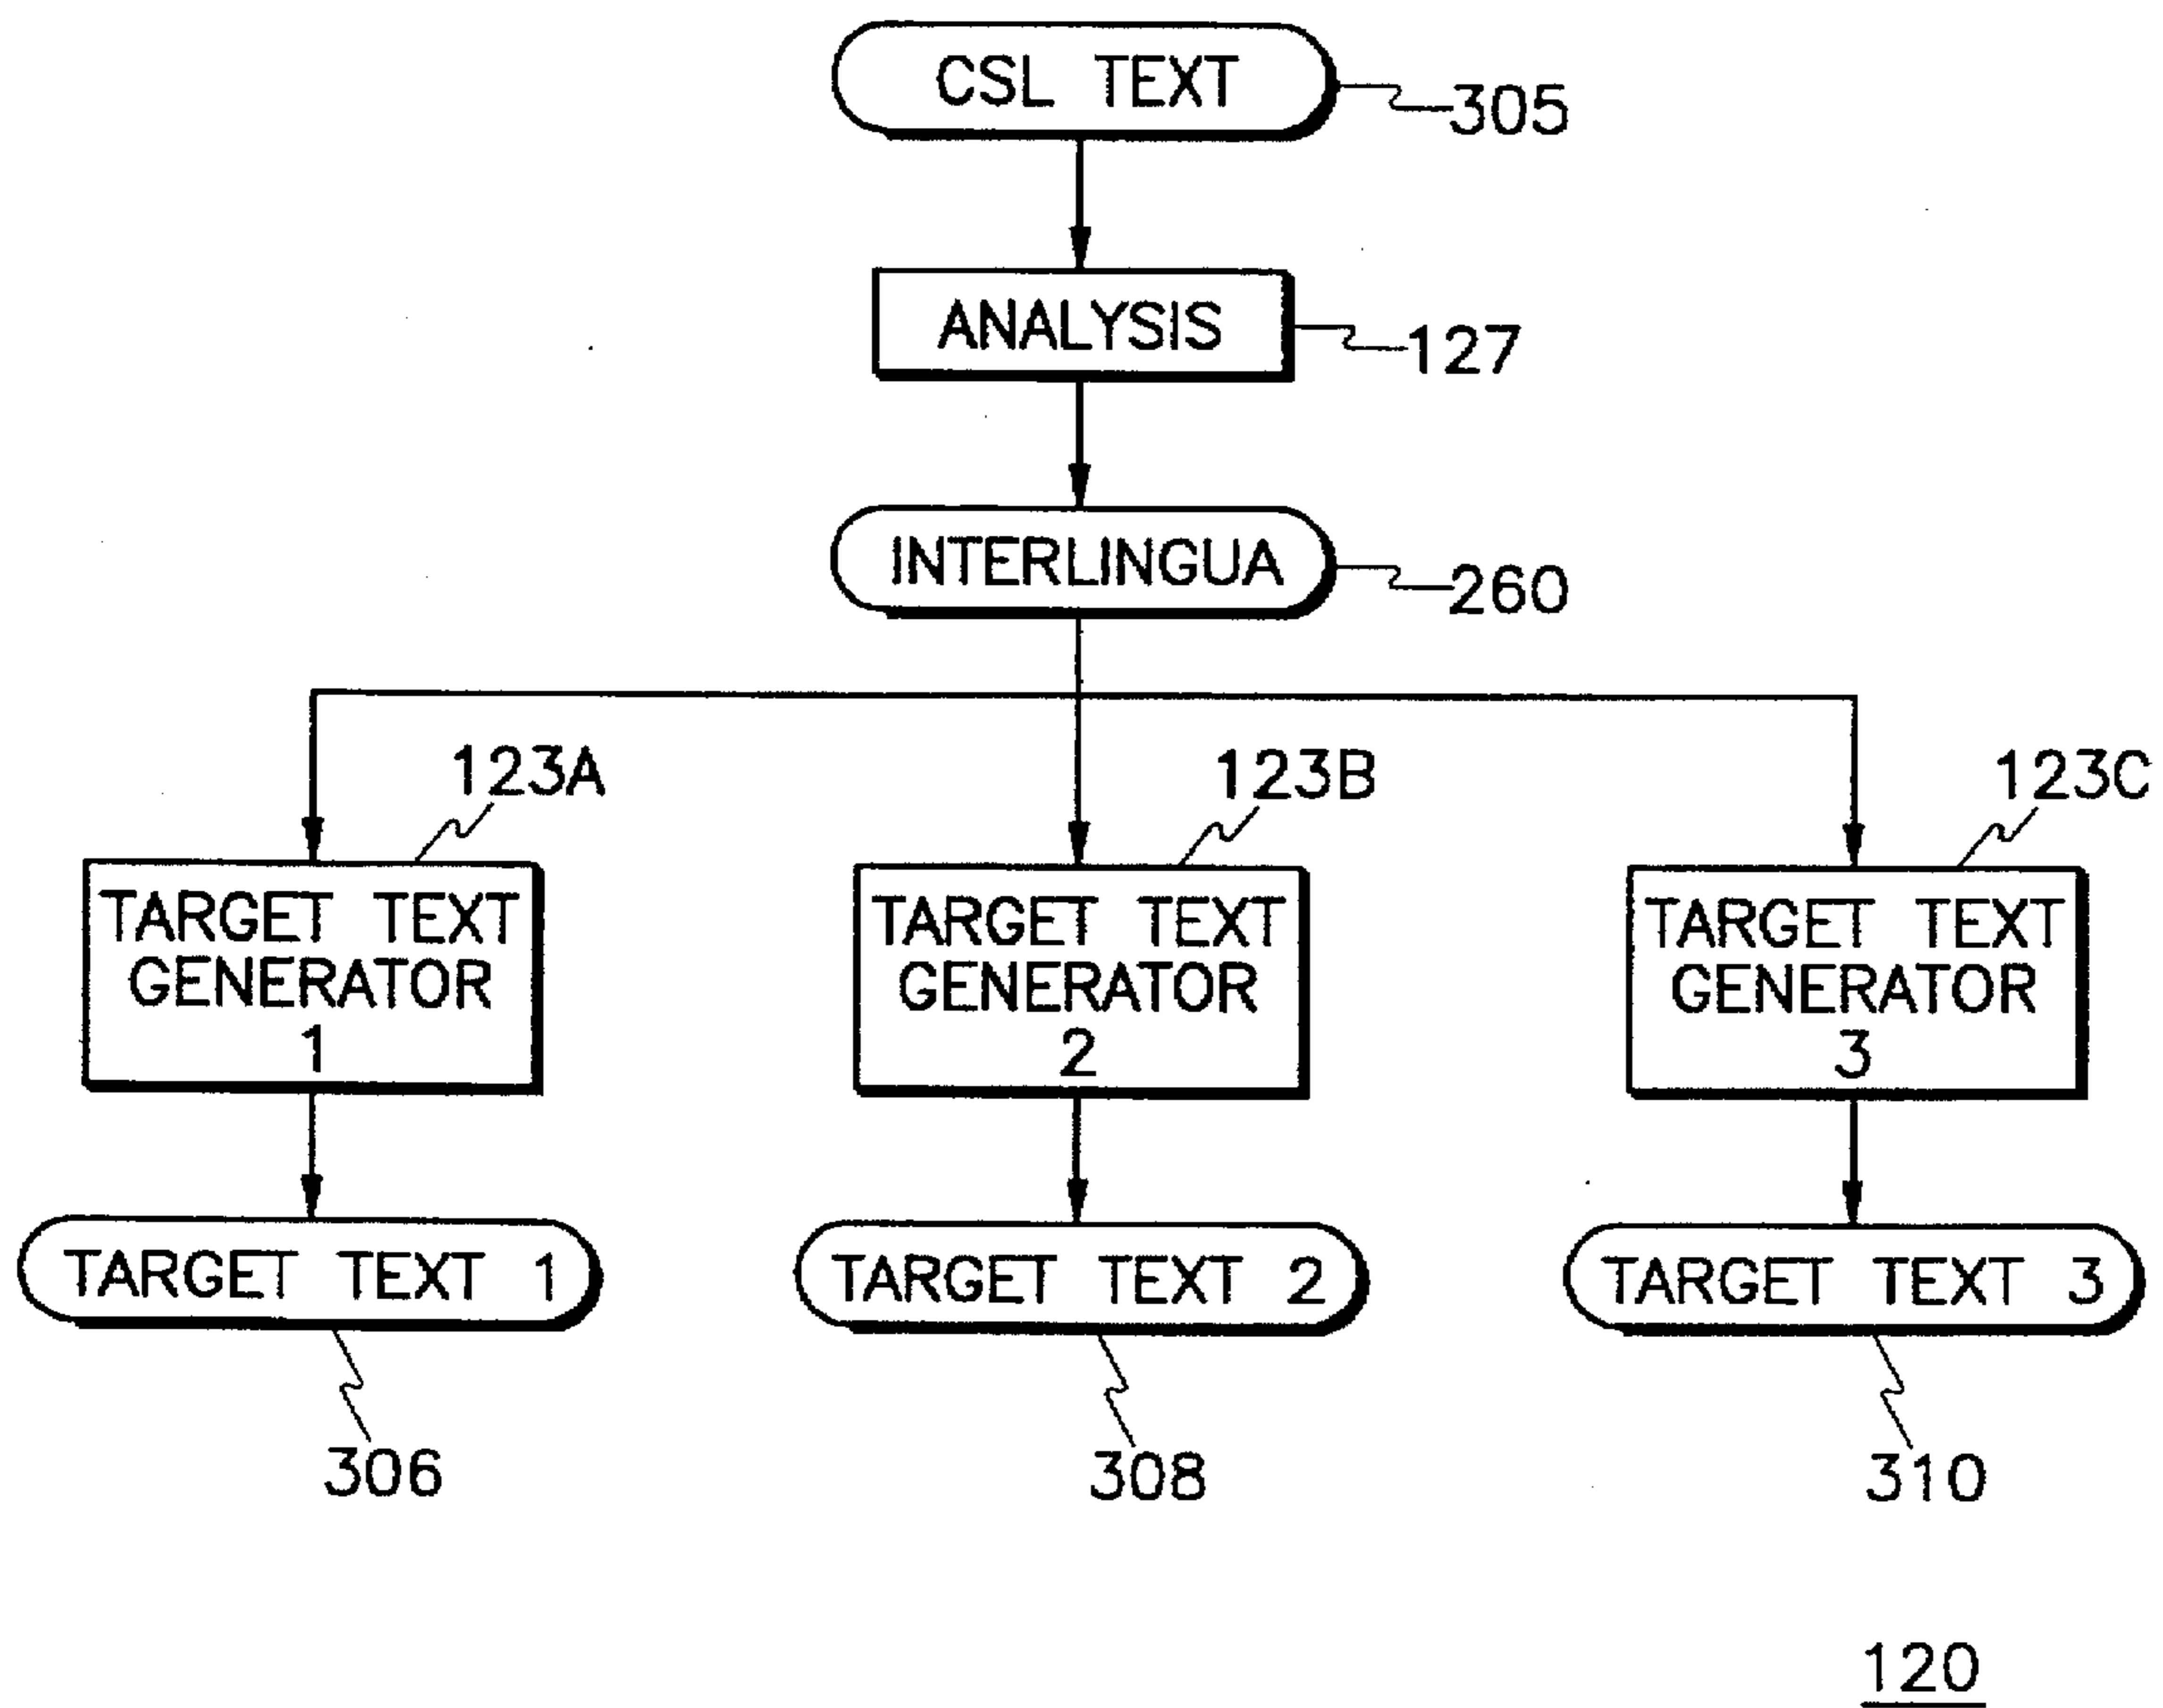 CSL TEXT
305
ANALYSIS
127
INTERLINGUA
260
123A
123B
123C
TARGET TEXT
GENERATOR
1
TARGET TEXT
GENERATOR
2
TARGET TEXT
GENERATOR
3
TARGET TEXT 1
TARGET TEXT 2
TARGET TEXT 3
306
308
310
120